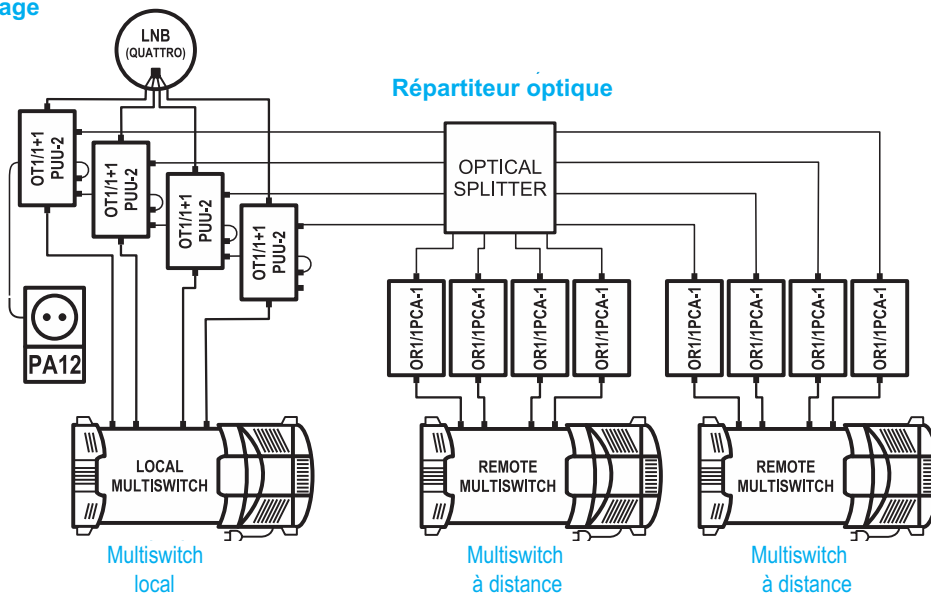 age
LNB
(QUATTRO)
Répartiteur optique
OT1/1+1
PUU-2
OT1/1+1
PUU-2
OT1/1+1
PUU-2
OT1/1+1
PUU-2
OPTICAL
SPLITTER
PA12
OR1/1PCA-1
OR1/1PCA-1
OR1/1PCA-1
OR1/1PCA-1
OR1/1PCA-1
OR1/1PCA-1
OR1/1PCA-1
OR1/1PCA-1
LOCAL
MULTISWITCH
REMOTE
MULTISWITCH
REMOTE
MULTISWITCH
Multiswitch
local
Multiswitch
à distance
Multiswitch
à distance